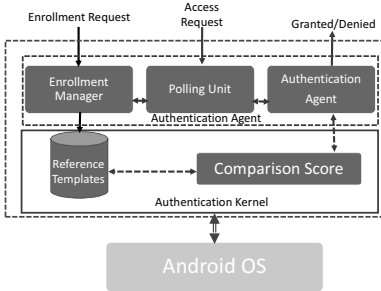 Enrollment Request
Access
Request
Granted/Denied
Enrollment
Manager
Polling Unit
Authentication
Agent
Authentication Agent
Reference
Templates
Comparison Score
Authentication Kernel
Android OS